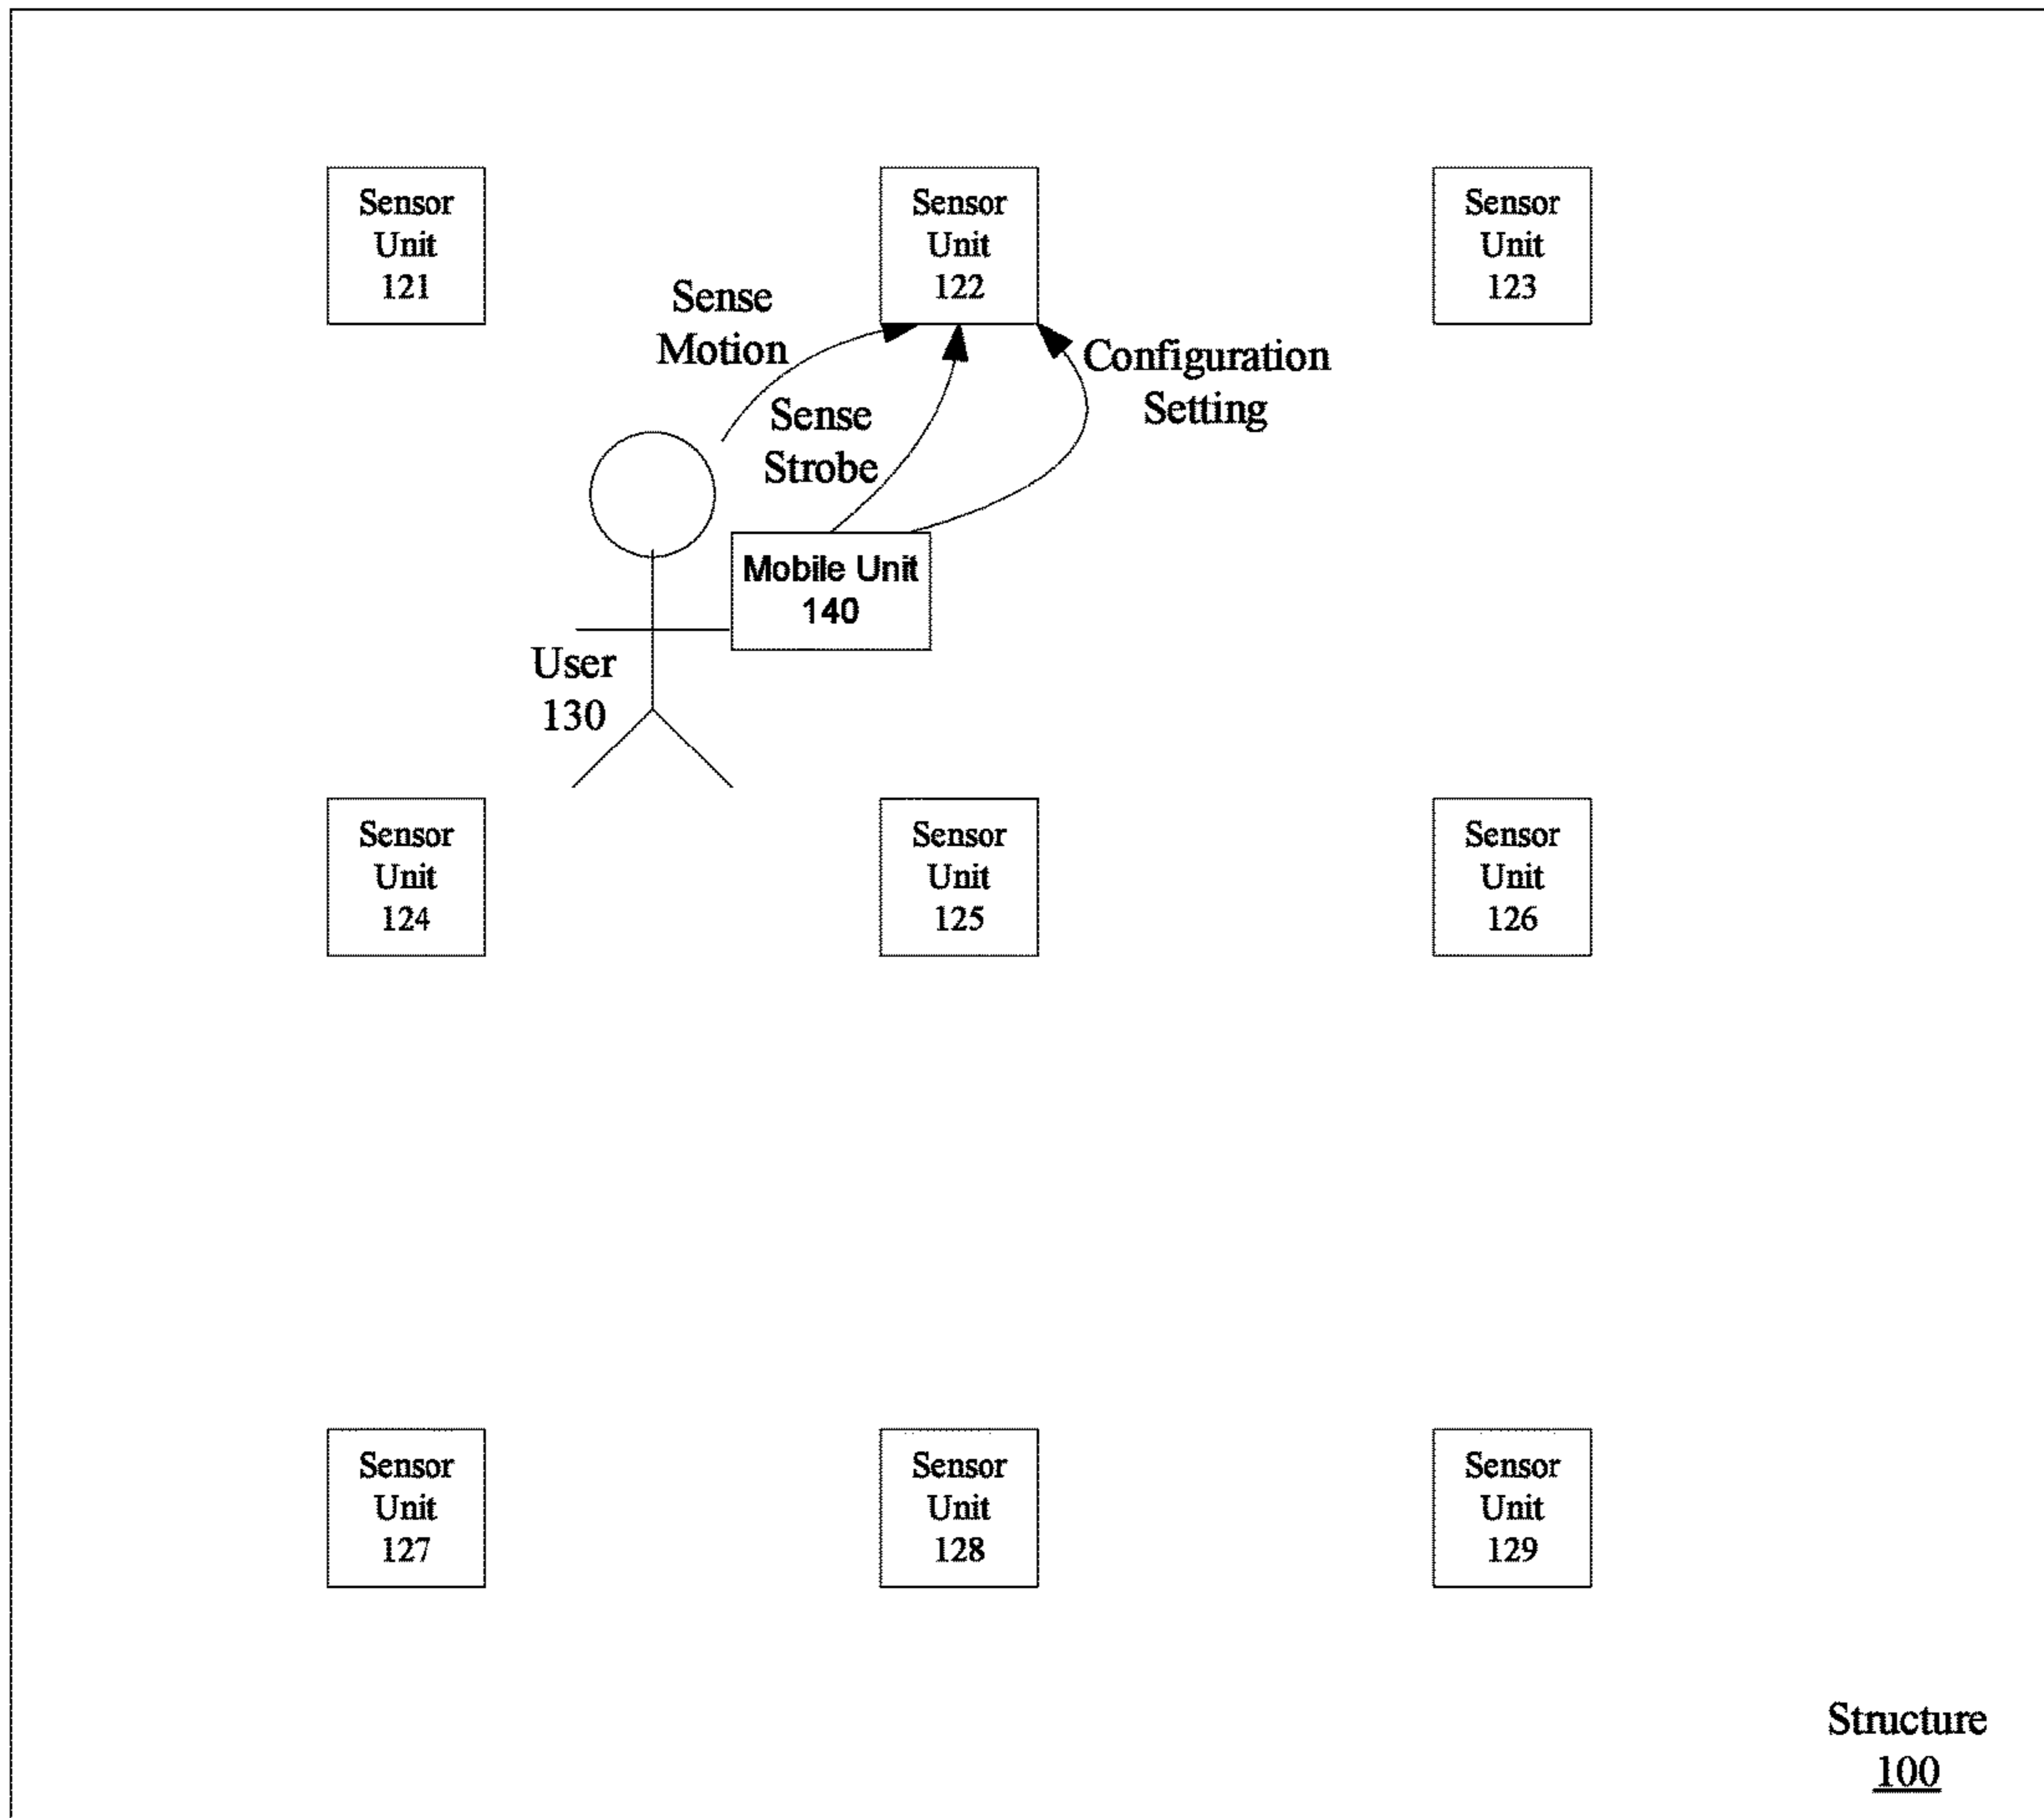 Sensor
Unit
121
Sensor
Unit
122
Sensor
Unit
123
Sense
Motion
Configuration
Setting
Sense
Strobe
Mobile Unit
140
User
130
Sensor
Unit
124
Sensor
Unit
125
Sensor
Unit
126
Sensor
Unit
127
Sensor
Unit
128
Sensor
Unit
129
Structure
100